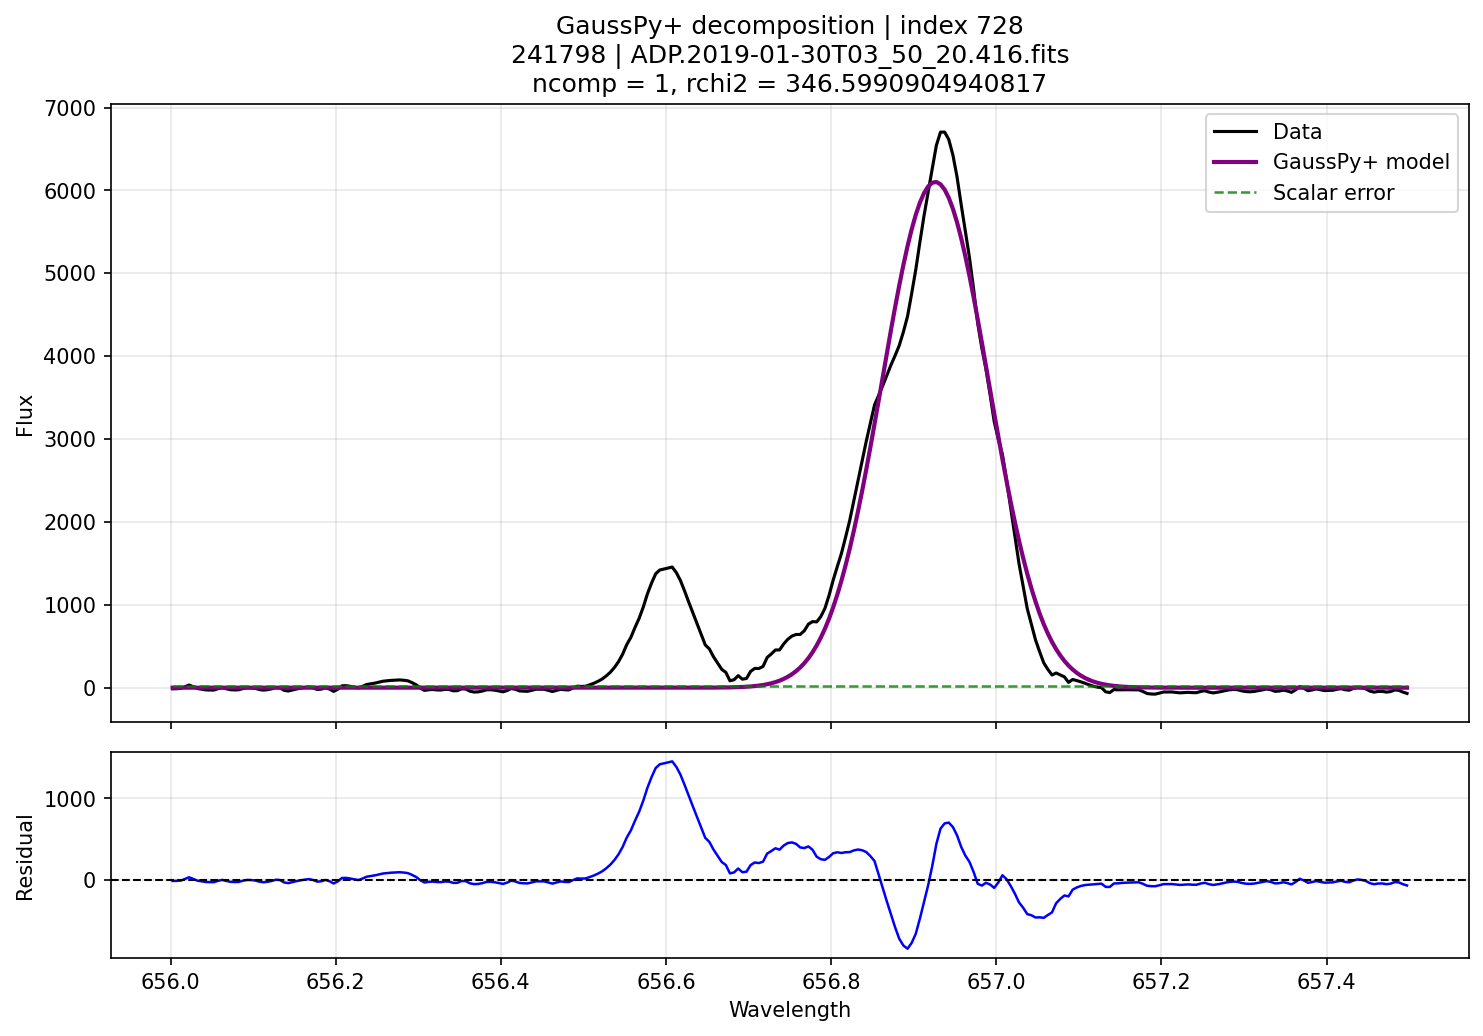 GaussPy+ decomposition | index 728
241798 | ADP.2019-01-30T03_50_20.416.fits
ncomp = 1, rchi2 = 346.5990904940817
7000
6000
5000
4000
3000
2000
1000
0
Flux
Data
GaussPy+ model
Scalar error
1000
0
Residual
656.0 656.2 656.4 656.6 656.8 657.0 657.2 657.4
Wavelength